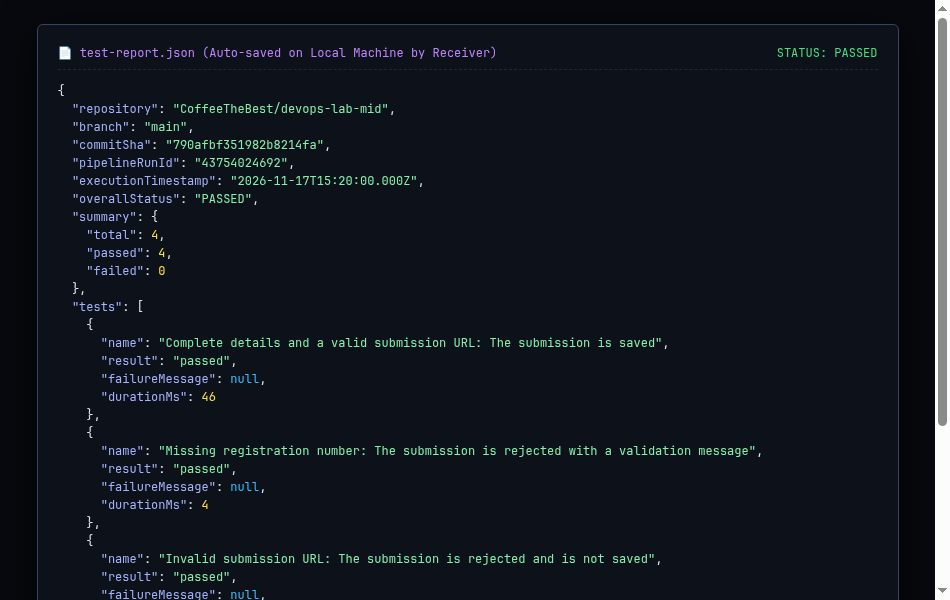 📄 test-report.json (Auto-saved on Local Machine by Receiver)
STATUS: PASSED
{
"repository": "CoffeeTheBest/devops-lab-mid",
"branch": "main",
"commitSha": "790afbf351982b8214fa",
"pipelineRunId": "43754024692",
"executionTimestamp": "2026-11-17T15:20:00.000Z",
"overallStatus": "PASSED",
"summary": {
"total": 4,
"passed": 4,
"failed": 0
},
"tests": [
{
"name": "Complete details and a valid submission URL: The submission is saved",
"result": "passed",
"failureMessage": null,
"durationMs": 46
},
{
"name": "Missing registration number: The submission is rejected with a validation message",
"result": "passed",
"failureMessage": null,
"durationMs": 4
},
{
"name": "Invalid submission URL: The submission is rejected and is not saved",
"result": "passed",
"failureMessage": null,